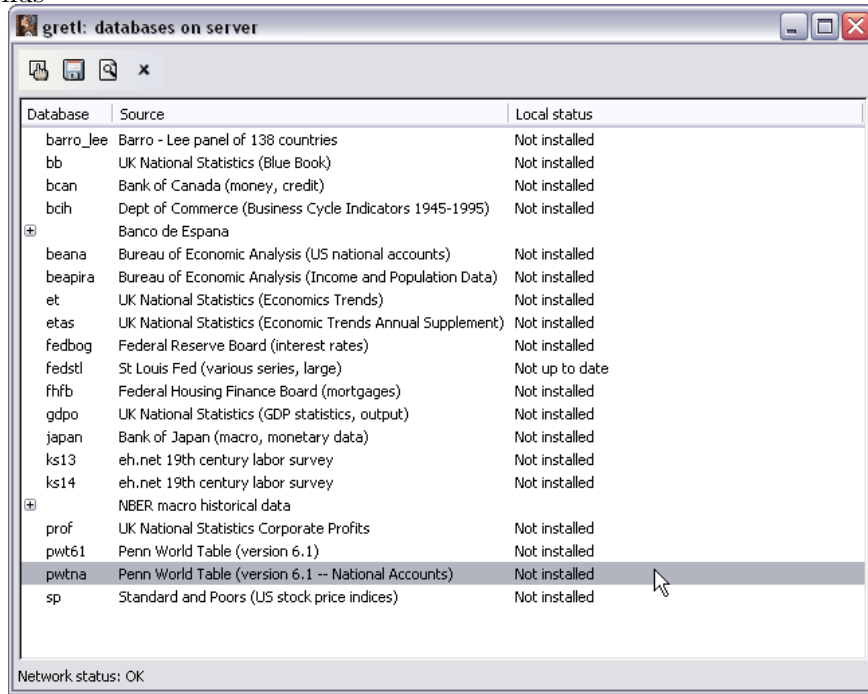 gretl: databases on server
Database Source Local status
barro_lee Barro - Lee panel of 138 countries Not installed
bb UK National Statistics (Blue Book) Not installed
bcan Bank of Canada (money, credit) Not installed
bcih Dept of Commerce (Business Cycle Indicators 1945-1995) Not installed
Banco de Espana
beana Bureau of Economic Analysis (US national accounts) Not installed
beapira Bureau of Economic Analysis (Income and Population Data) Not installed
et UK National Statistics (Economics Trends) Not installed
etas UK National Statistics (Economic Trends Annual Supplement) Not installed
fedbog Federal Reserve Board (interest rates) Not installed
fedstl St Louis Fed (various series, large) Not up to date
fhfb Federal Housing Finance Board (mortgages) Not installed
gdpo UK National Statistics (GDP statistics, output) Not installed
japan Bank of Japan (macro, monetary data) Not installed
ks13 eh.net 19th century labor survey Not installed
ks14 eh.net 19th century labor survey Not installed
NBER macro historical data
prof UK National Statistics Corporate Profits Not installed
pwt61 Penn World Table (version 6.1) Not installed
pwtna Penn World Table (version 6.1 -- National Accounts) Not installed
sp Standard and Poors (US stock price indices) Not installed
Network status: OK